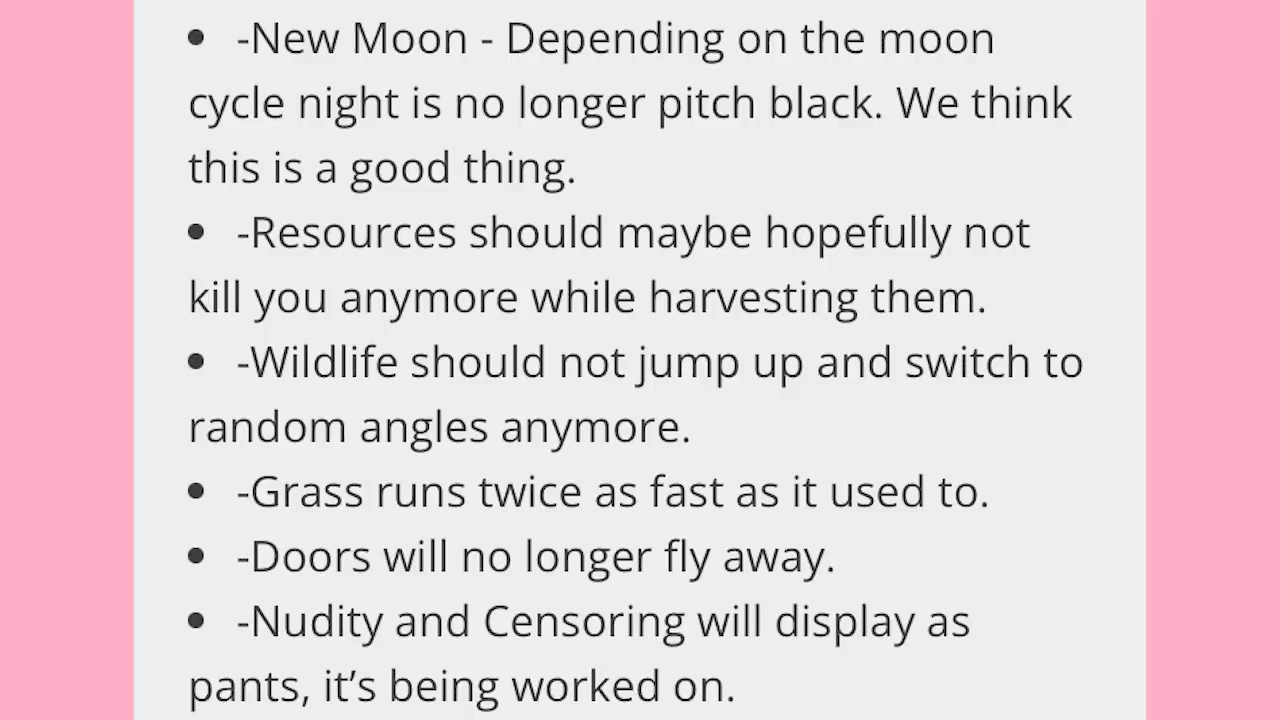 • -New Moon - Depending on the moon
cycle night is no longer pitch black. We think
this is a good thing.
• -Resources should maybe hopefully not
kill you anymore while harvesting them.
• -Wildlife should not jump up and switch to
random angles anymore.
• -Grass runs twice as fast as it used to.
• -Doors will no longer fly away.
• -Nudity and Censoring will display as
pants, it’s being worked on.